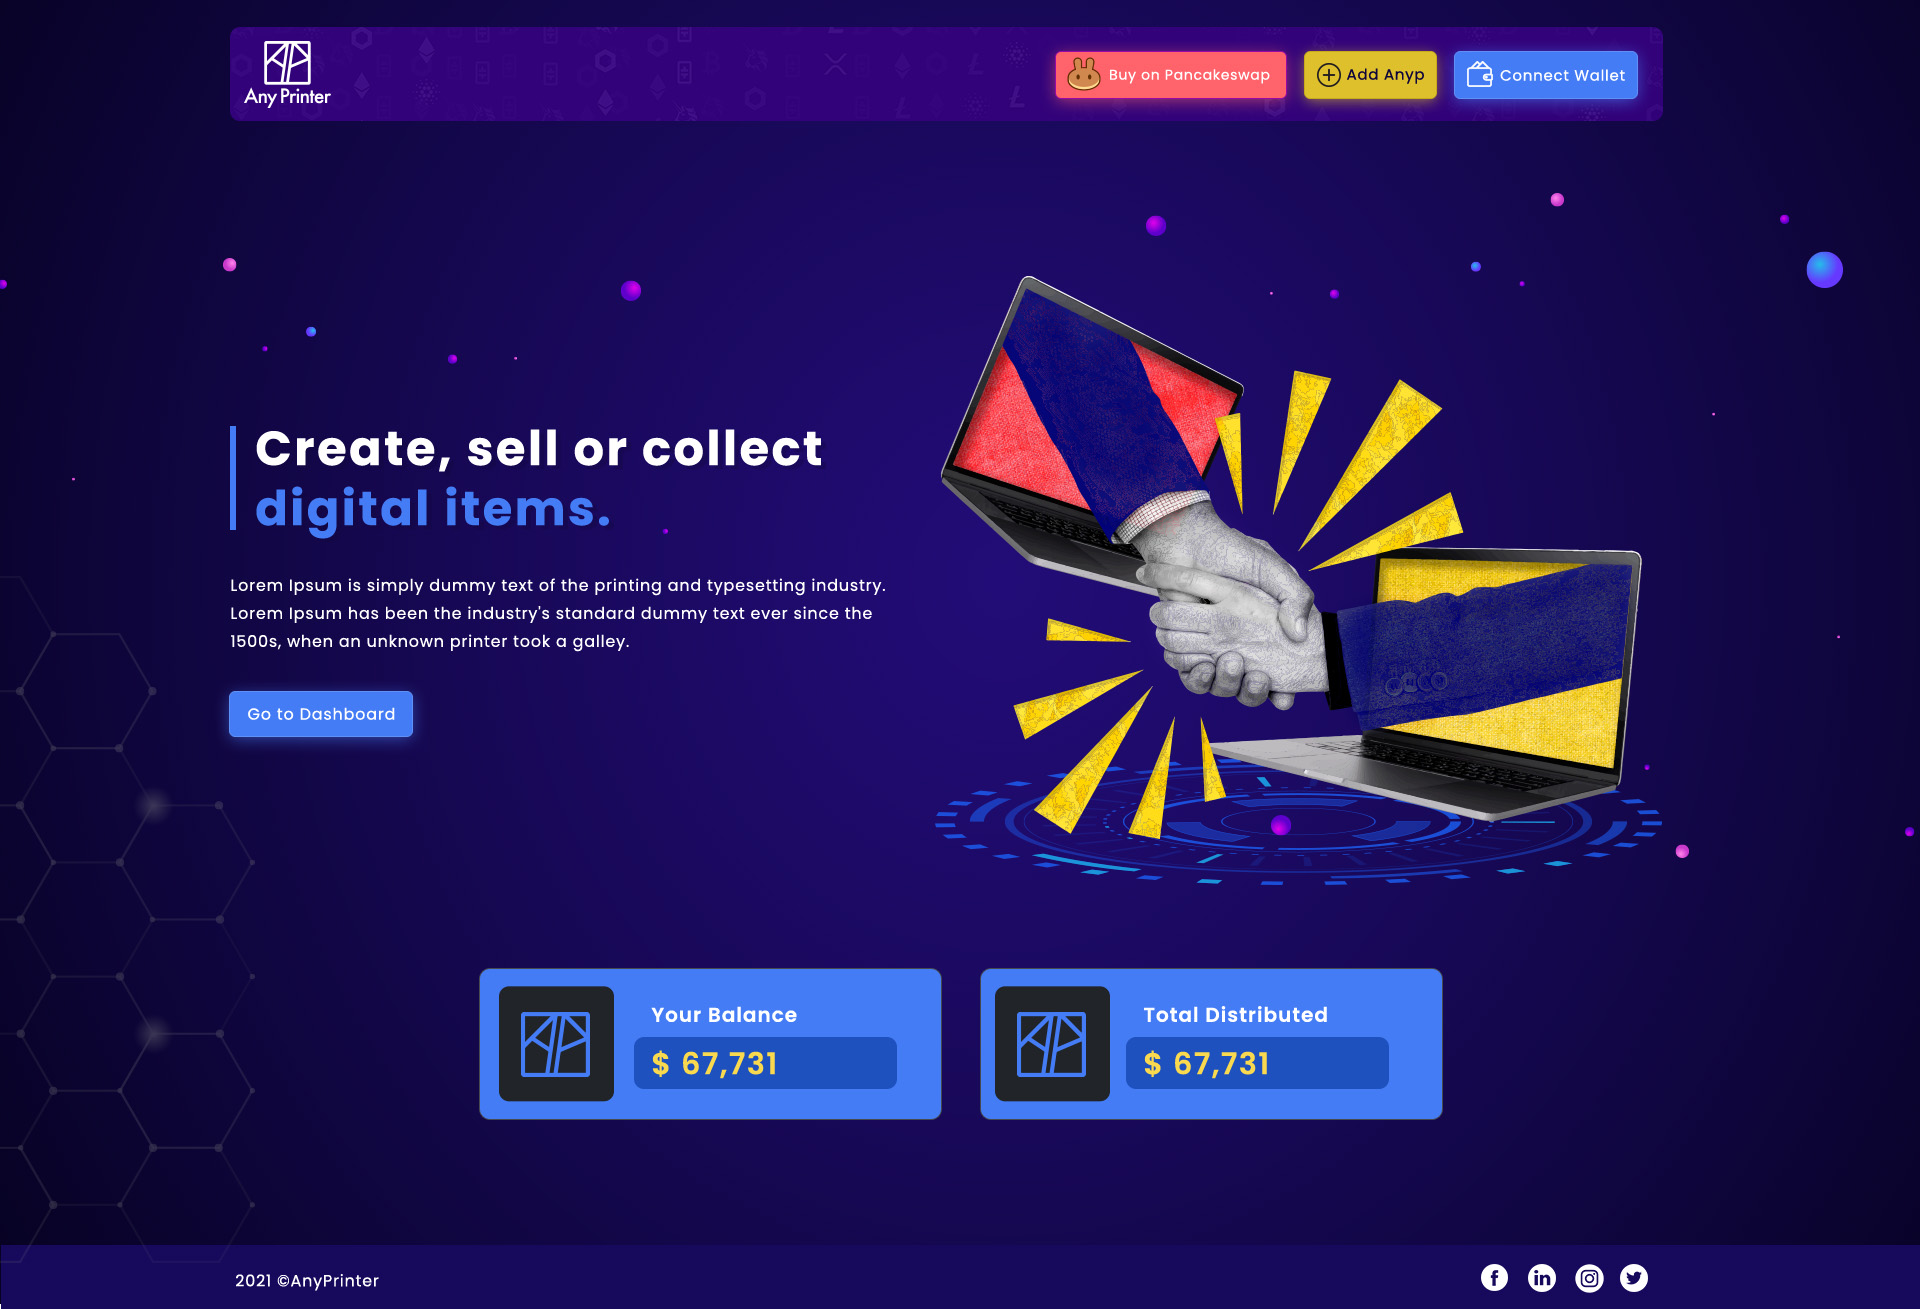 Any Printer
Buy on Pancakeswap
Add Anyp
Connect Wallet
Create, sell or collect
digital items.
Lorem Ipsum is simply dummy text of the printing and typesetting industry.
Lorem Ipsum has been the industry's standard dummy text ever since the
1500s, when an unknown printer took a galley.
Go to Dashboard
Your Balance
$ 67,731
Total Distributed
$ 67,731
2021 ©AnyPrinter